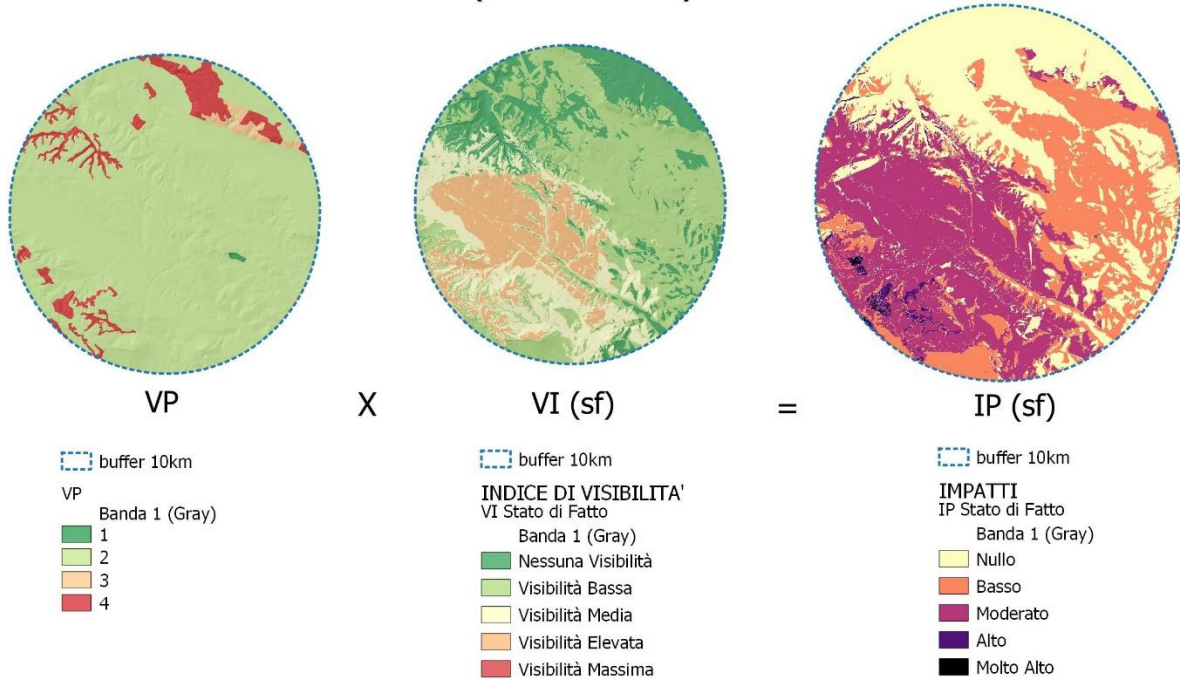 VP X VI (sf) = IP (sf)
buffer 10km
VP
Banda 1 (Gray)
1
2
3
4
buffer 10km
INDICE DI VISIBILITA'
VI Stato di Fatto
Banda 1 (Gray)
Nessuna Visibilità
Visibilità Bassa
Visibilità Media
Visibilità Elevata
Visibilità Massima
buffer 10km
IMPATTI
IP Stato di Fatto
Banda 1 (Gray)
Nullo
Basso
Moderato
Alto
Molto Alto